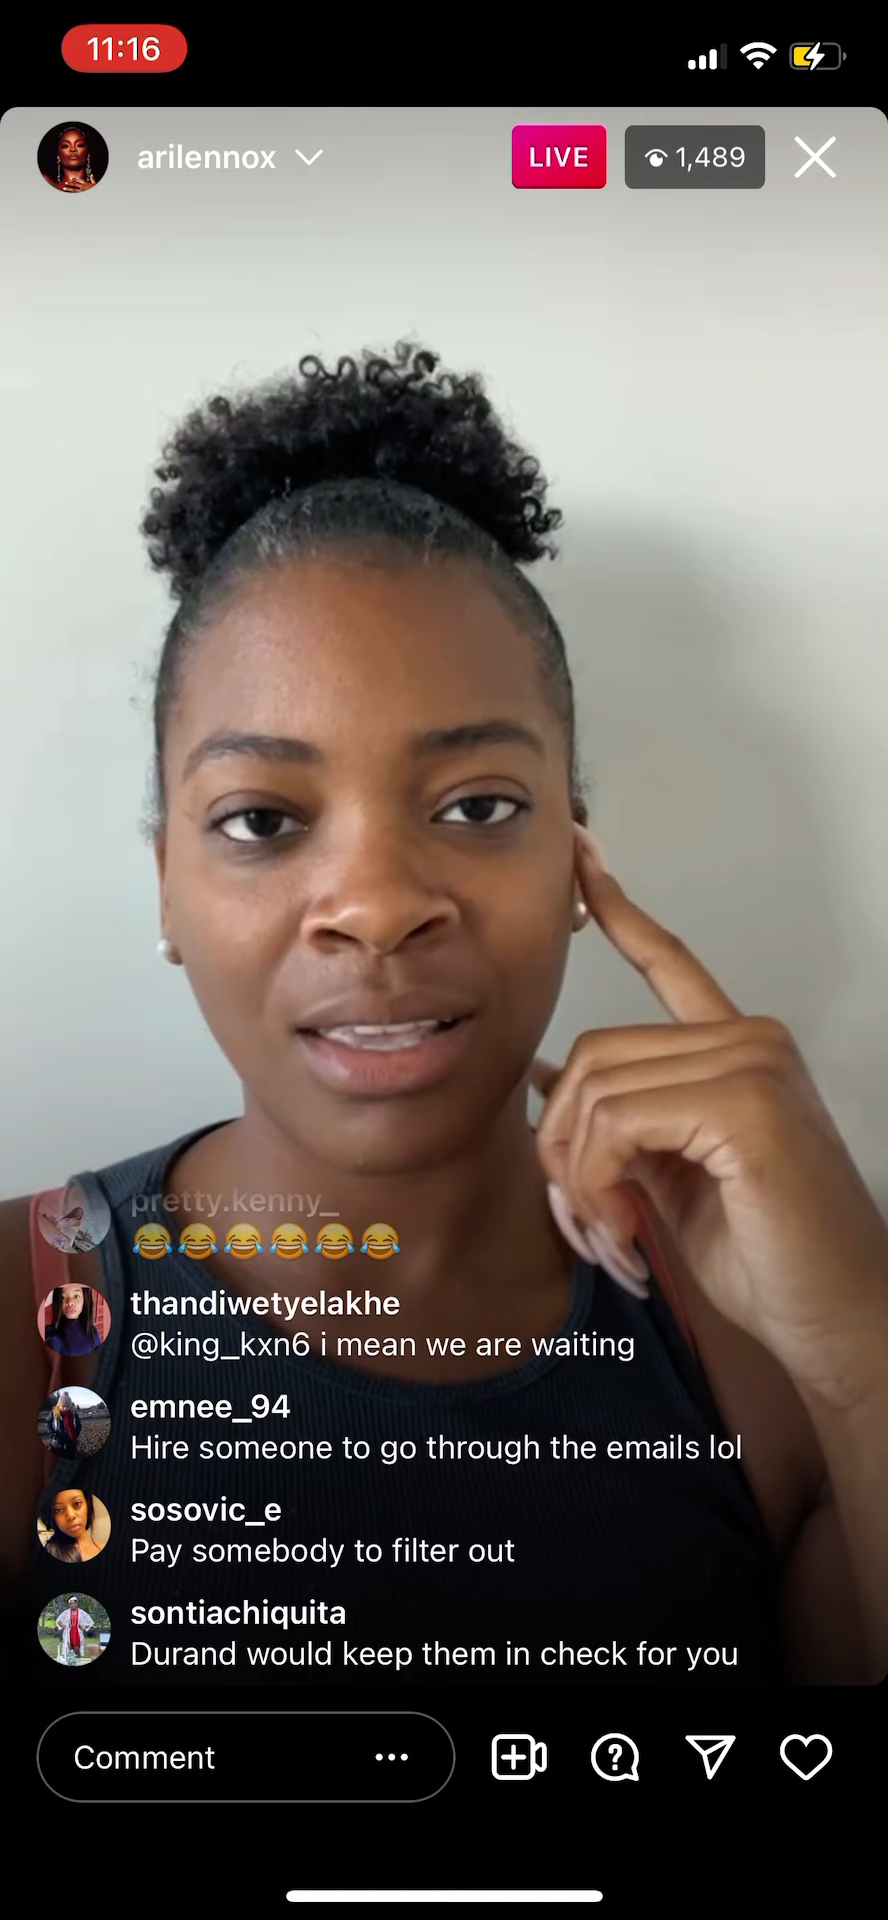 11:16
arilennox
LIVE
1,489
pretty.kenny_
😂😂😂😂😂😂
thandiwetyelakhe
@king_kxn6 i mean we are waiting
emnee_94
Hire someone to go through the emails lol
sosovic_e
Pay somebody to filter out
sontiachiquita
Durand would keep them in check for you
Comment